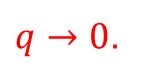 q → 0.